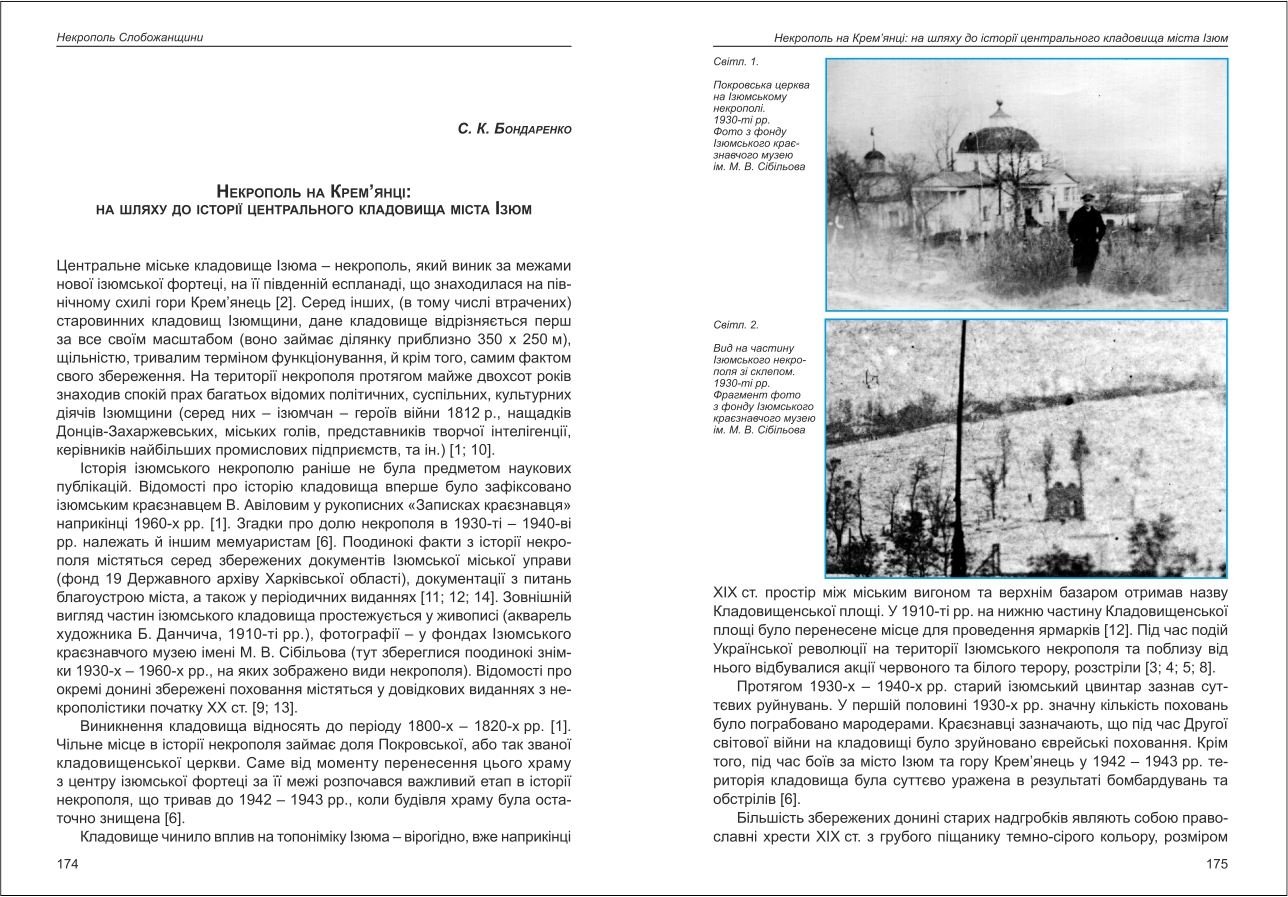 Некрополь Слобожанщини
С. К. Бондаренко
Некрополь на Крем’янці:
на шляху до історії центрального кладовища міста Ізюм
Центральне міське кладовище Ізюма – некрополь, який виник за межами
нової ізюмської фортеці, на її південній еспланаді, що знаходилася на пів-
нічному схилі гори Крем’янець [2]. Серед інших, (в тому числі втрачених)
старовинних кладовищ Ізюмщини, дане кладовище відрізняється перш
за все своїм масштабом (воно займає ділянку приблизно 350 х 250 м),
щільністю, тривалим терміном функціонування, й крім того, самим фактом
свого збереження. На території некрополя протягом майже двохсот років
знаходив спокій прах багатьох відомих політичних, суспільних, культурних
діячів Ізюмщини (серед них – ізюмчан – героїв війни 1812 р., нащадків
Донців-Захаржевських, міських голів, представників творчої інтелігенції,
керівників найбільших промислових підприємств, та ін.) [1; 10].
Історія ізюмського некрополю раніше не була предметом наукових
публікацій. Відомості про історію кладовища вперше було зафіксовано
ізюмським краєзнавцем В. Авіловим у рукописних «Записках краєзнавця»
наприкінці 1960-х рр. [1]. Згадки про долю некрополя в 1930-ті – 1940-ві
рр. належать й іншим мемуаристам [6]. Поодинокі факти з історії некро-
поля містяться серед збережених документів Ізюмської міської управи
(фонд 19 Державного архіву Харківської області), документації з питань
благоустрою міста, а також у періодичних виданнях [11; 12; 14]. Зовнішній
вигляд частин ізюмського кладовища простежується у живописі (акварель
художника Б. Данчича, 1910-ті рр.), фотографії – у фондах Ізюмського
краєзнавчого музею імені М. В. Сібільова (тут збереглися поодинокі знім-
ки 1930-х – 1960-х рр., на яких зображено види некрополя). Відомості про
окремі донині збережені поховання містяться у довідкових виданнях з не-
крополістики початку ХХ ст. [9; 13].
Виникнення кладовища відносять до періоду 1800-х – 1820-х рр. [1].
Чільне місце в історії некрополя займає доля Покровської, або так званої
кладовищенської церкви. Саме від моменту перенесення цього храму
з центру ізюмської фортеці за її межі розпочався важливий етап в історії
некрополя, що тривав до 1942 – 1943 рр., коли будівля храму була оста-
точно знищена [6].
Кладовище чинило вплив на топоніміку Ізюма – вірогідно, вже наприкінці
174
Некрополь на Крем’янці: на шляху до історії центрального кладовища міста Ізюм
Світл. 1.
Покровська церква
на Ізюмському
некрополі.
1930-ті рр.
Фото з фонду
Ізюмського крає-
знавчого музею
ім. М. В. Сібільова
Світл. 2.
Вид на частину
Ізюмського некро-
поля зі склепом.
1930-ті рр.
Фрагмент фото
з фонду Ізюмського
краєзнавчого музею
ім. М. В. Сібільова
ХІХ ст. простір між міським вигоном та верхнім базаром отримав назву
Кладовищенської площі. У 1910-ті рр. на нижню частину Кладовищенської
площі було перенесене місце для проведення ярмарків [12]. Під час подій
Української революції на території Ізюмського некрополя та поблизу від
нього відбувалися акції червоного та білого терору, розстріли [3; 4; 5; 8].
Протягом 1930-х – 1940-х рр. старий ізюмський цвинтар зазнав сут-
тєвих руйнувань. У першій половині 1930-х рр. значну кількість поховань
було пограбовано мародерами. Краєзнавці зазначають, що під час Другої
світової війни на кладовищі було зруйновано єврейські поховання. Крім
того, під час боїв за місто Ізюм та гору Крем’янець у 1942 – 1943 рр. те-
риторія кладовища була суттєво уражена в результаті бомбардувань та
обстрілів [6].
Більшість збережених донині старих надгробків являють собою право-
славні хрести ХІХ ст. з грубого піщанику темно-сірого кольору, розміром
175